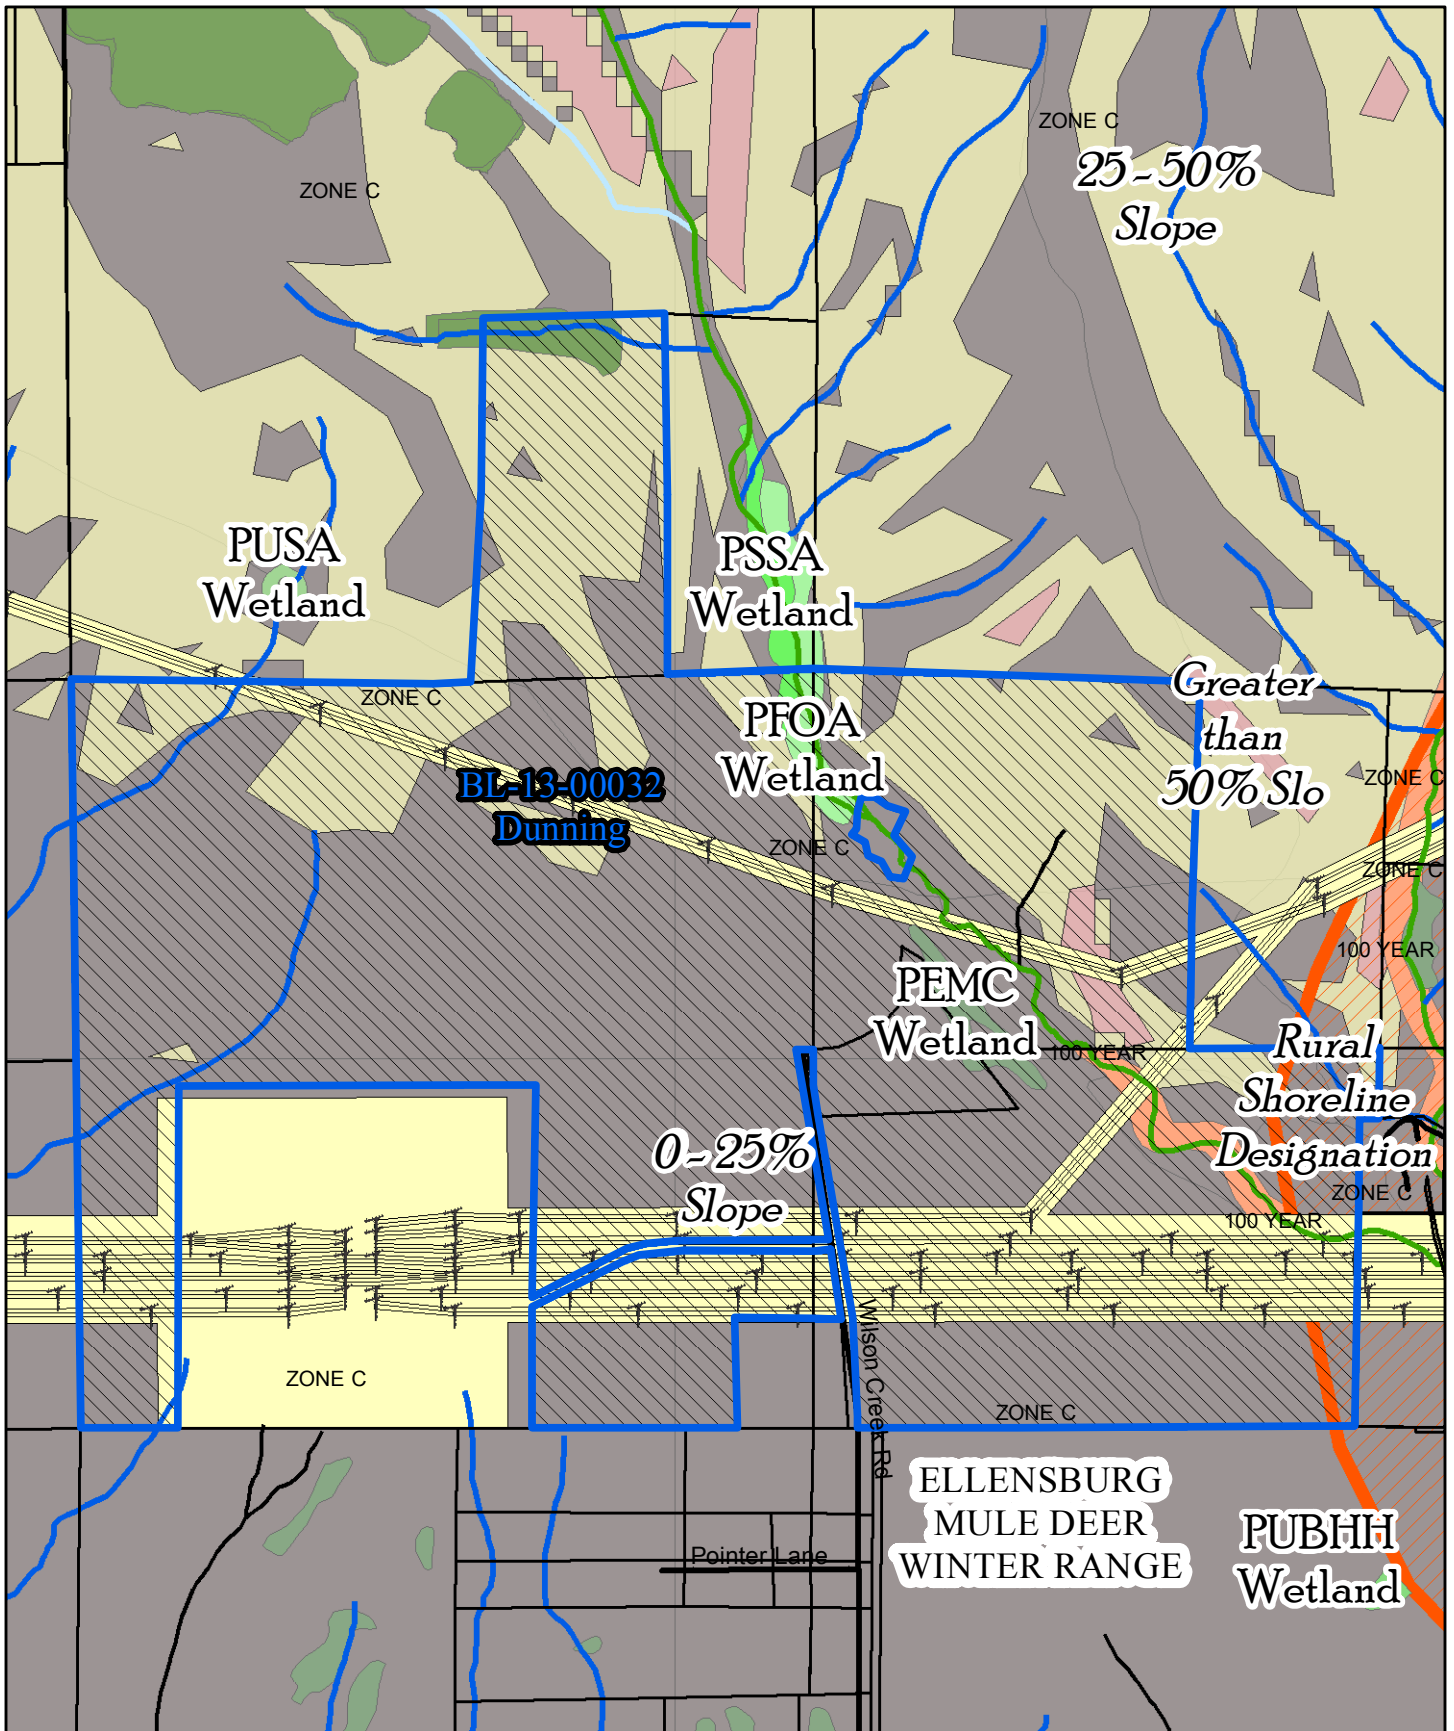 ZONE C
25 - 50%
Slope
ZONE C
PUSA
Wetland
PSSA
Wetland
ZONE C
Greater
than
50% Slo
PFOA
Wetland
ZONE C
BL-13-00032
Dunning
ZONE C
ZONE C
100 YEAR
PEMC
Wetland
100 YEAR
Rural
Shoreline
Designation
0 - 25%
Slope
ZONE C
100 YEAR
Wilson Creek Rd
ZONE C
ZONE C
ELLENSBURG
MULE DEER
WINTER RANGE
PUBHH
Wetland
Pointer Lane